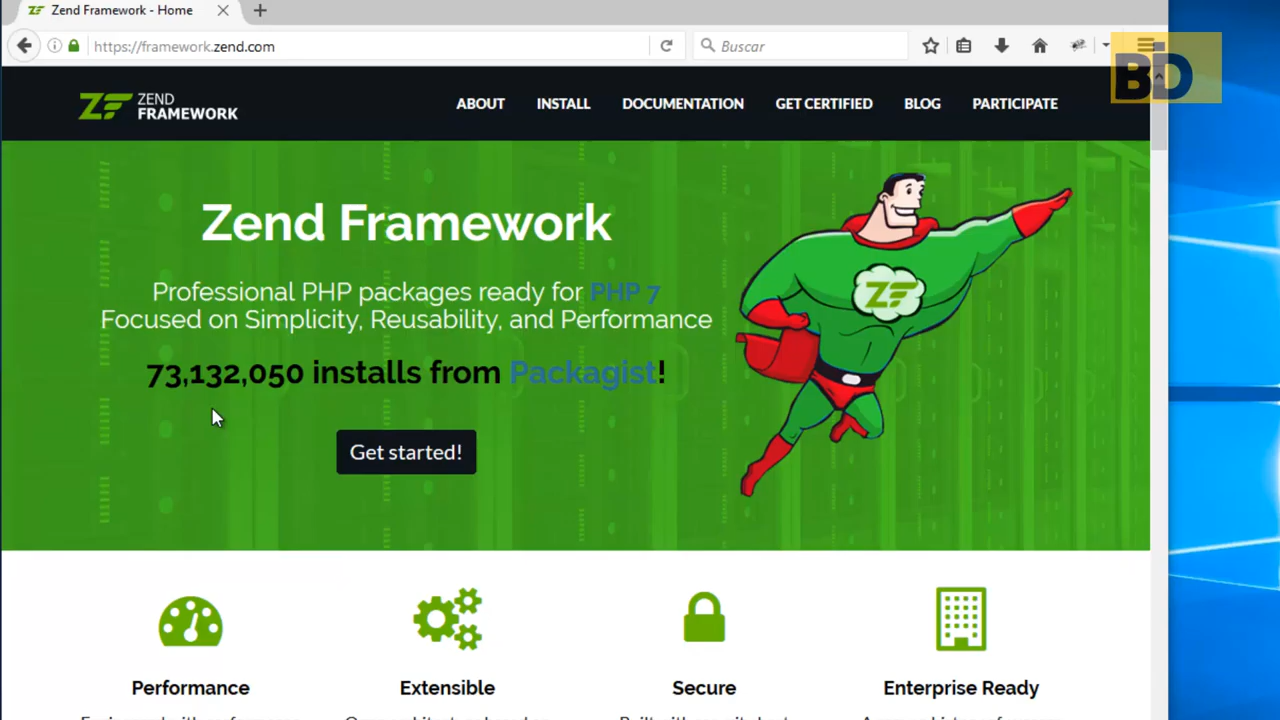 Zend Framework - Home
https://framework.zend.com
Buscar
BD
ZF ZEND FRAMEWORK
ABOUT INSTALL DOCUMENTATION GET CERTIFIED BLOG PARTICIPATE
Zend Framework
Professional PHP packages ready for PHP 7
Focused on Simplicity, Reusability, and Performance
73,132,050 installs from Packagist!
Get started!
ZF
Performance
Extensible
Secure
Enterprise Ready